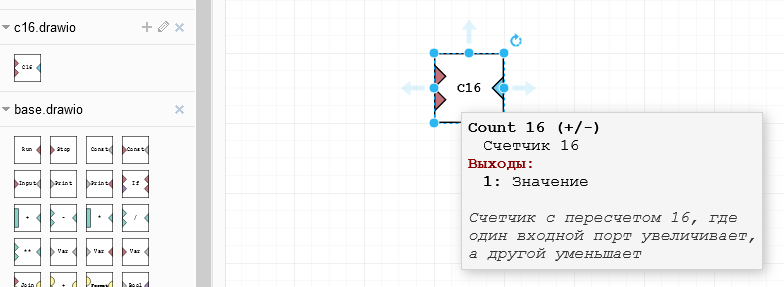 c16.drawio
C16
base.drawio
Run Stop Const Const
Input Print Print If
+ - * /
** Var Var Var
Join + Format Bool
C16
Count 16 (+/-)
Счетчик 16
Выходы:
1: Значение
Счетчик с пересчетом 16, где
один входной порт увеличивает,
а другой уменьшает